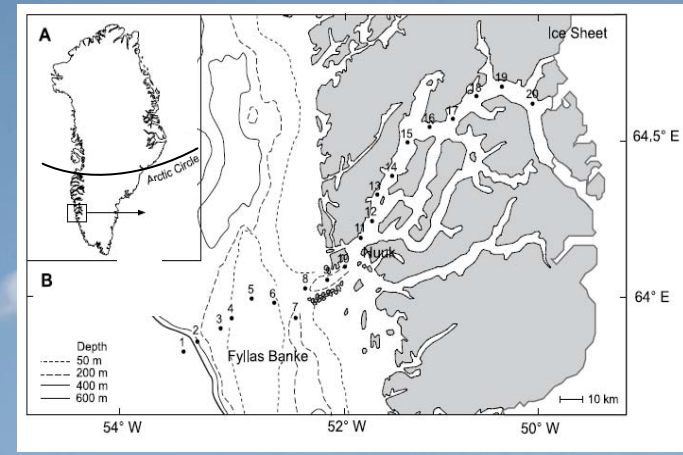 A
Ice Sheet
Arctic Circle
64.5° E
B
64° E
Nuuk
Fyllas Banke
Depth
50 m
200 m
400 m
600 m
10 km
54° W
52° W
50° W
1
2
3
4
5
6
7
8
9
10
11
12
13
14
15
16
17
18
19
20